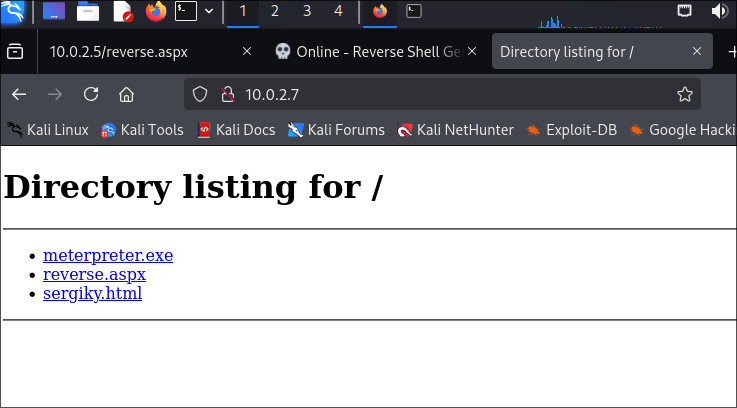 1 2 3 4
10.0.2.5/reverse.aspx Online - Reverse Shell Gen Directory listing for /
10.0.2.7
Kali Linux Kali Tools Kali Docs Kali Forums Kali NetHunter Exploit-DB Google Hacki
Directory listing for /
meterpreter.exe
reverse.aspx
sergiky.html